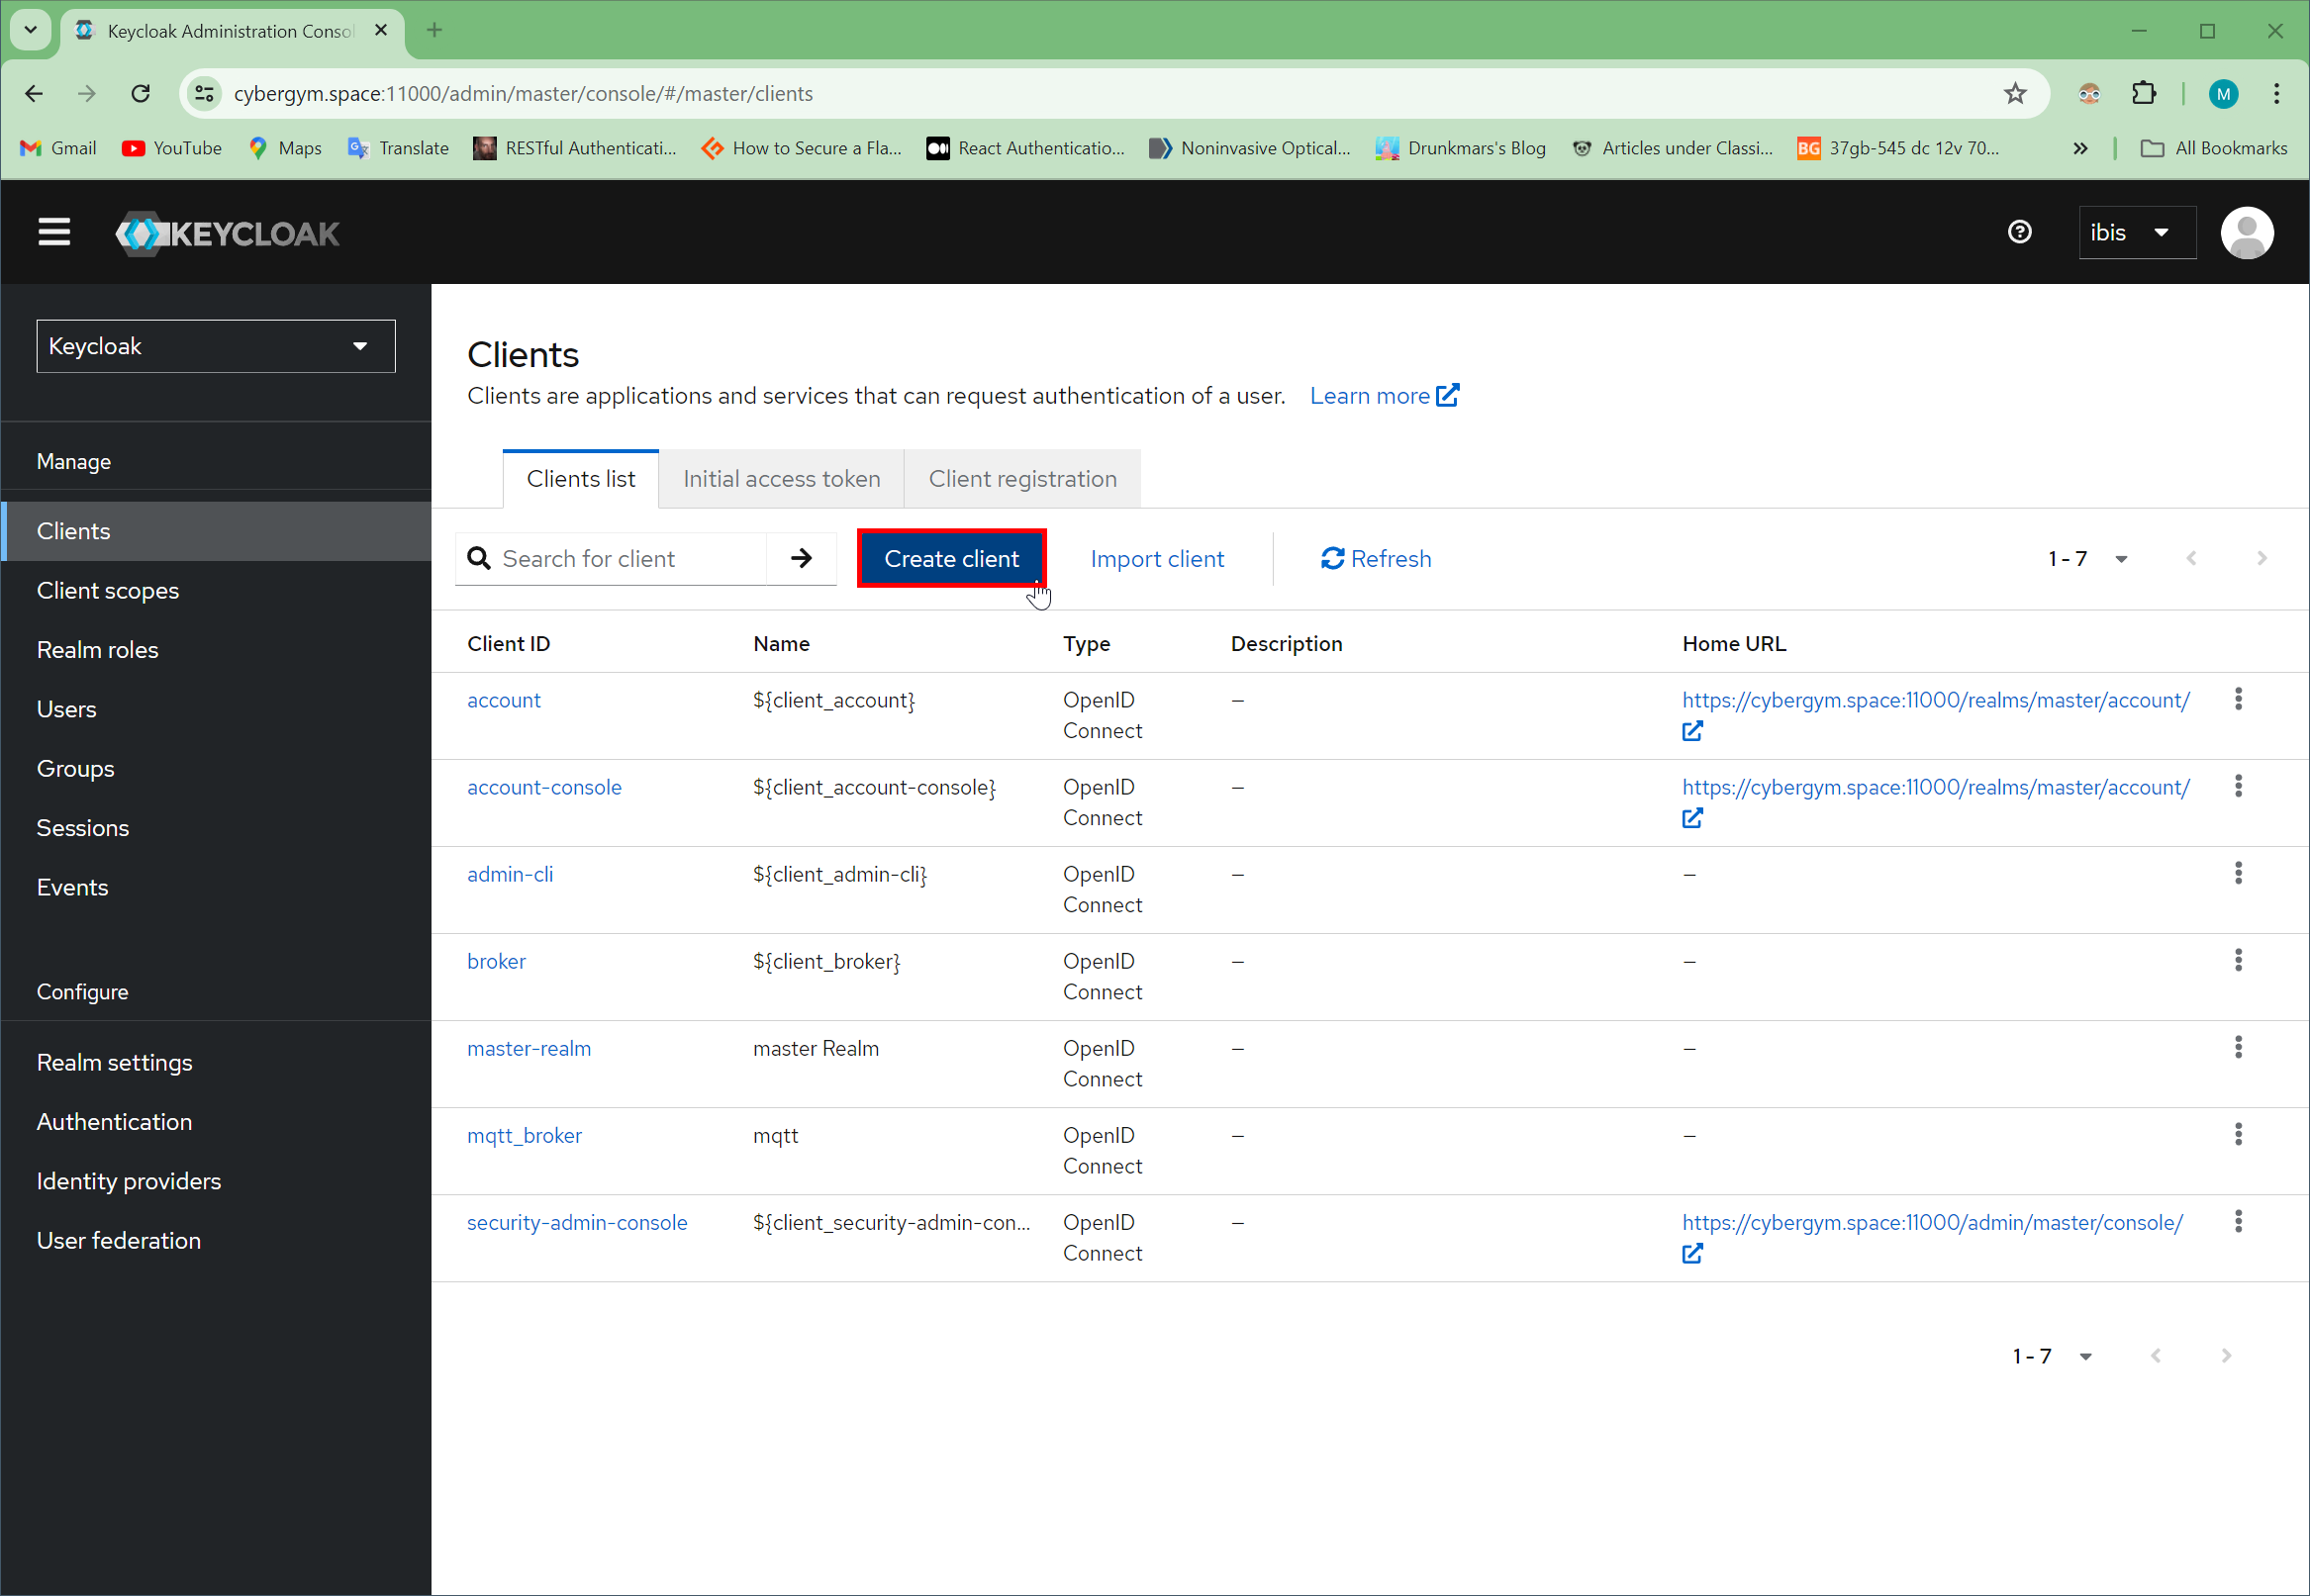 Keycloak Administration Conso
cybergym.space:11000/admin/master/console/#/master/clients
M
Gmail YouTube Maps Translate RESTful Authenticati... How to Secure a Fla... React Authenticatio... Noninvasive Optical... Drunkmars's Blog Articles under Classi... BG 37gb-545 dc 12v 70... » All Bookmarks
KEYCLOAK
ibis
Keycloak
Manage
Clients
Client scopes
Realm roles
Users
Groups
Sessions
Events
Configure
Realm settings
Authentication
Identity providers
User federation
Clients
Clients are applications and services that can request authentication of a user. Learn more
Clients list Initial access token Client registration
Search for client Create client Import client Refresh 1 - 7
Client ID Name Type Description Home URL
account ${client_account} OpenID Connect – https://cybergym.space:11000/realms/master/account/
account-console ${client_account-console} OpenID Connect – https://cybergym.space:11000/realms/master/account/
admin-cli ${client_admin-cli} OpenID Connect – –
broker ${client_broker} OpenID Connect – –
master-realm master Realm OpenID Connect – –
mqtt_broker mqtt OpenID Connect – –
security-admin-console ${client_security-admin-con... OpenID Connect – https://cybergym.space:11000/admin/master/console/
1 - 7